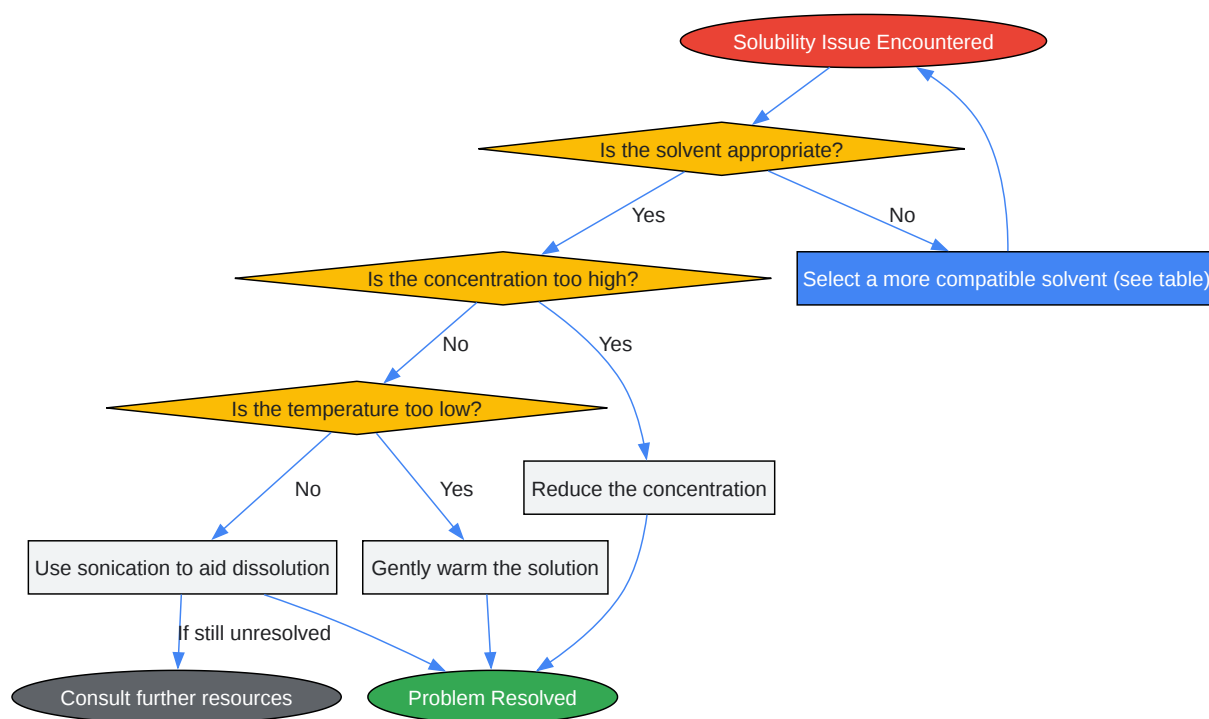 Solubility Issue Encountered
Is the solvent appropriate?
Yes
No
Is the concentration too high?
Select a more compatible solvent (see table)
No
Yes
Is the temperature too low?
No
Yes
Reduce the concentration
Use sonication to aid dissolution
Gently warm the solution
If still unresolved
Consult further resources
Problem Resolved